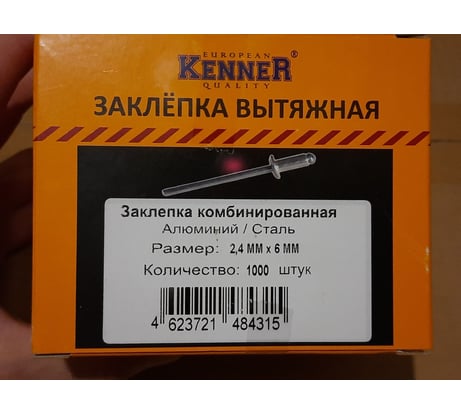 EUROPEAN
KENNER®
QUALITY
ЗАКЛЁПКА ВЫТЯЖНАЯ
Заклепка комбинированная
Алюминий / Сталь
Размер: 2,4 ММ х 6 ММ
Количество: 1000 штук
4 623721 484315